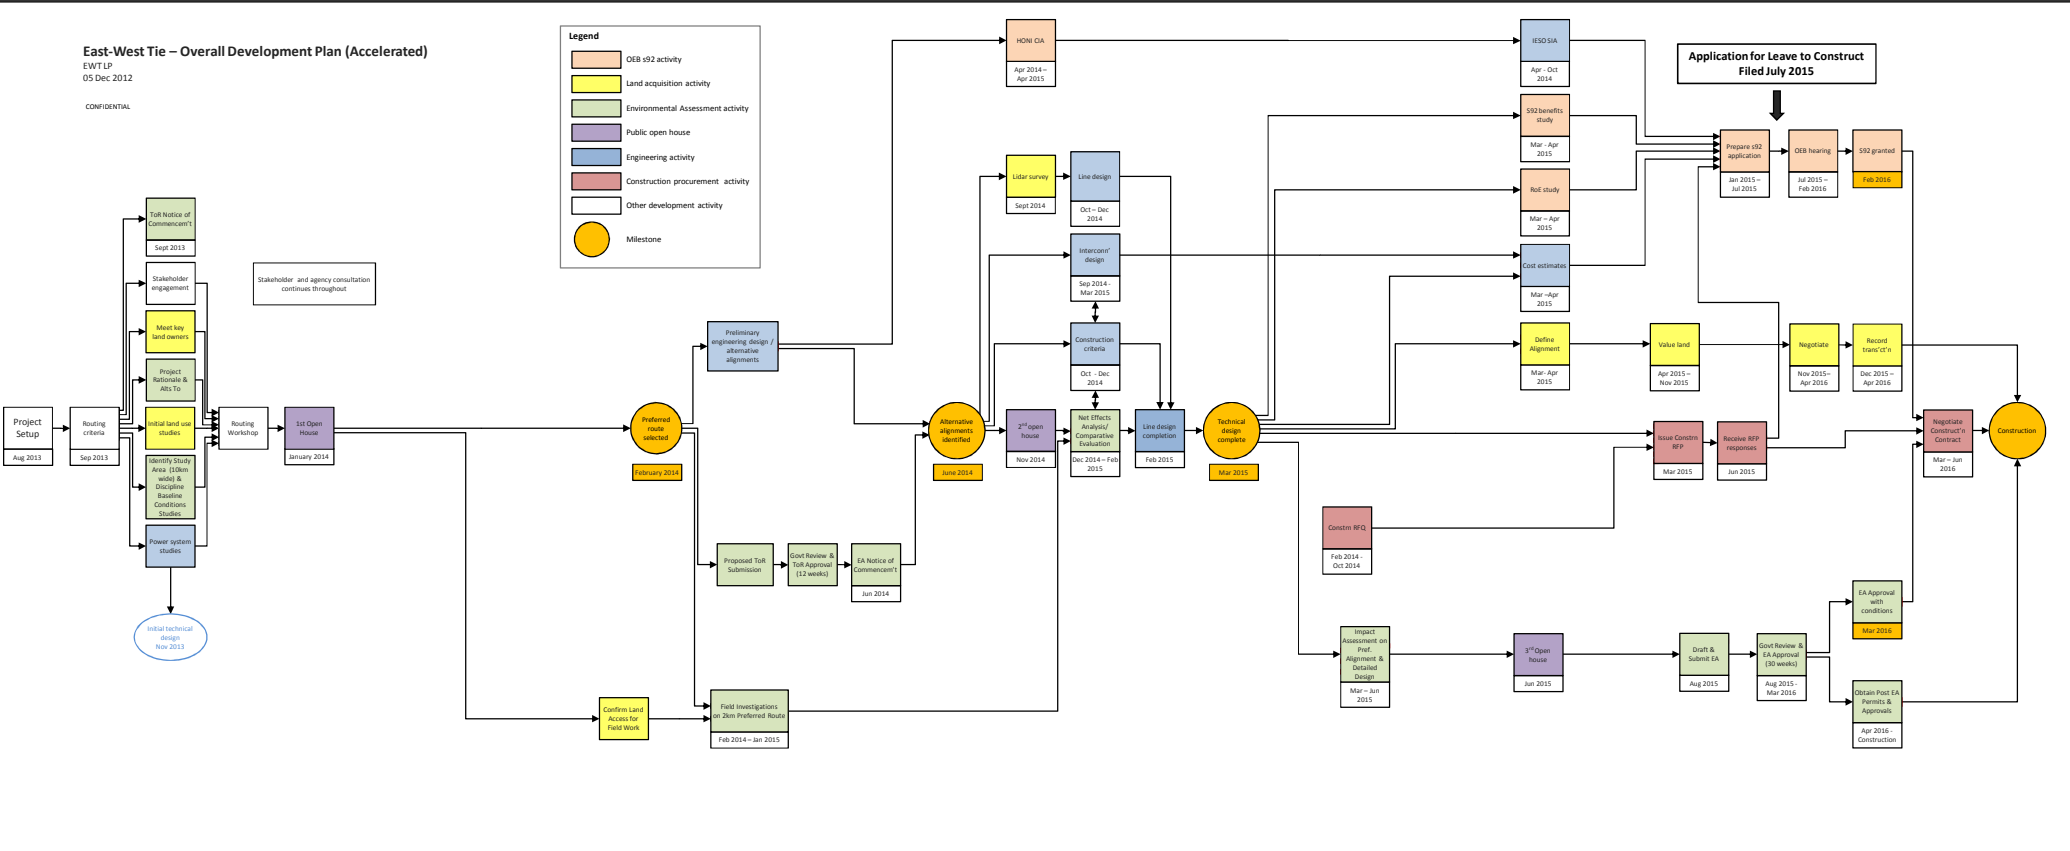 East-West Tie – Overall Development Plan (Accelerated)
EWT LP
05 Dec 2012
CONFIDENTIAL
Legend
OEB s92 activity
Land acquisition activity
Environmental Assessment activity
Public open house
Engineering activity
Construction procurement activity
Other development activity
Milestone
Application for Leave to Construct
Filed July 2015
Stakeholder and agency consultation
continues throughout
Project
Setup
Aug 2013
Routing
criteria
Sep 2013
ToR Notice of
Commencem't
Sept 2013
Stakeholder
engagement
Meet key
land owners
Project
Rationale &
Alts To
Initial land use
studies
Identify Study
Area (10km
wide) &
Discipline
Baseline
Conditions
Studies
Power system
studies
Initial technical
design
Nov 2013
Routing
Workshop
1st Open
House
January 2014
Preferred
route
selected
February 2014
Preliminary
engineering design /
alternative
alignments
Proposed ToR
Submission
Govt Review &
ToR Approval
(12 weeks)
EA Notice of
Commencem't
Jun 2014
Confirm Land
Access for
Field Work
Field Investigations
on 2km Preferred Route
Feb 2014 – Jan 2015
Alternative
alignments
identified
June 2014
HONI CIA
Apr 2014 –
Apr 2015
Lidar survey
Sept 2014
Line design
Oct – Dec
2014
Interconn'
design
Sep 2014 -
Mar 2015
Construction
criteria
Oct - Dec
2014
2nd open
house
Nov 2014
Net Effects
Analysis/
Comparative
Evaluation
Dec 2014 – Feb
2015
Line design
completion
Feb 2015
Technical
design
complete
Mar 2015
IESO SIA
Apr - Oct
2014
S92 benefits
study
Mar - Apr
2015
RoE study
Mar – Apr
2015
Cost estimates
Mar –Apr
2015
Define
Alignment
Mar- Apr
2015
Value land
Apr 2015 –
Nov 2015
Negotiate
Nov 2015–
Apr 2016
Record
trans'ct'n
Dec 2015 –
Apr 2016
Prepare s92
application
Jan 2015 –
Jul 2015
OEB hearing
Jul 2015 –
Feb 2016
S92 granted
Feb 2016
Constrn RFQ
Feb 2014 -
Oct 2014
Issue Constrn
RFP
Mar 2015
Receive RFP
responses
Jun 2015
Negotiate
Construct'n
Contract
Mar – Jun
2016
Construction
Impact
Assessment on
Pref.
Alignment &
Detailed
Design
Mar – Jun
2015
3rd Open
house
Jun 2015
Draft &
Submit EA
Aug 2015
Govt Review &
EA Approval
(30 weeks)
Aug 2015 -
Mar 2016
EA Approval
with
conditions
Mar 2016
Obtain Post EA
Permits &
Approvals
Apr 2016 -
Construction